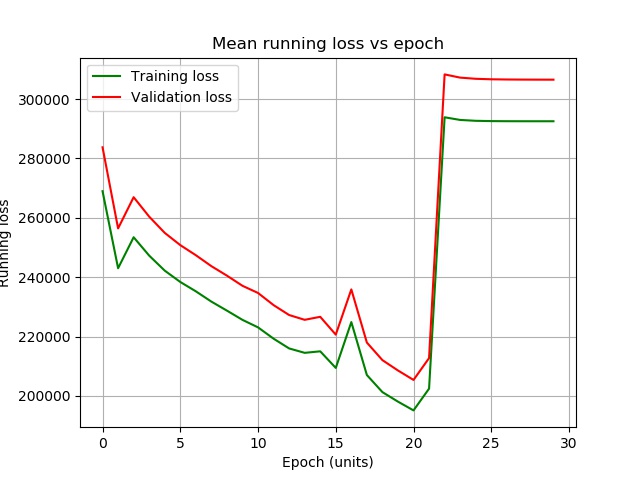 Mean running loss vs epoch
Training loss
Validation loss
300000
280000
260000
240000
220000
200000
Running loss
0 5 10 15 20 25 30
Epoch (units)